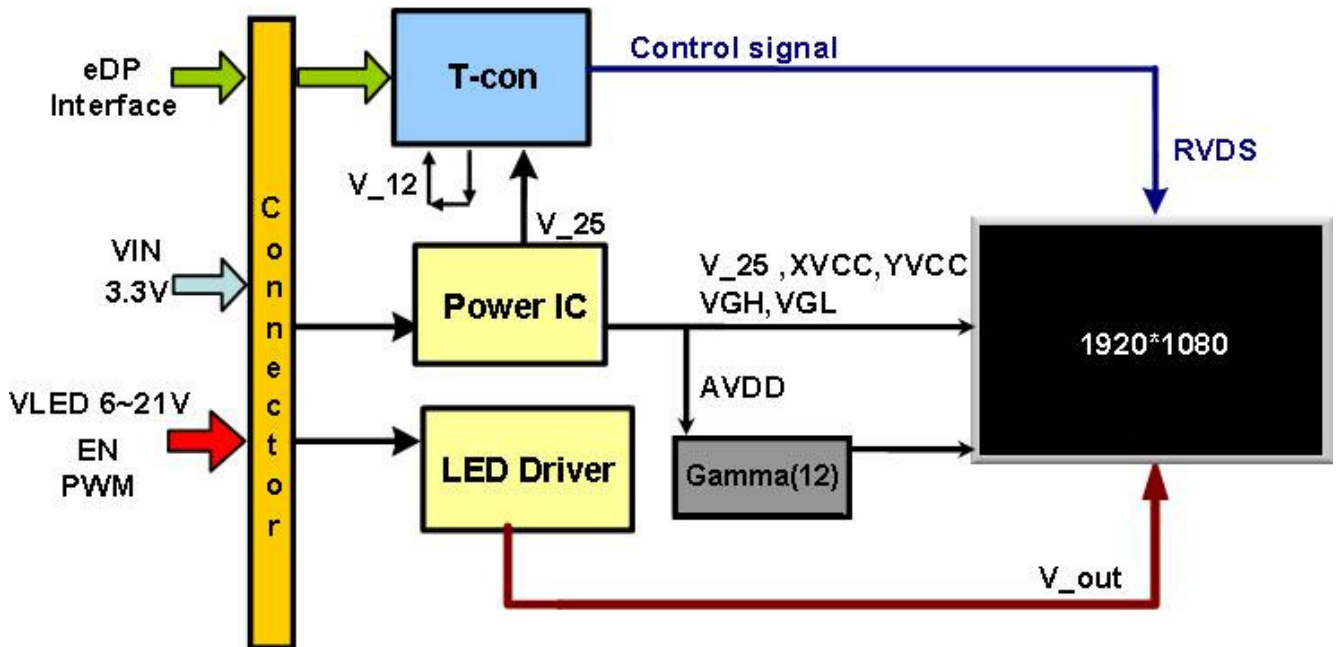 eDP
Interface
T-con
Control signal
RVDS
V_12
V_25
VIN
3.3V
Connector
Power IC
V_25 ,XVCC,YVCC
VGH,VGL
1920*1080
AVDD
VLED 6~21V
EN
PWM
LED Driver
Gamma(12)
V_out